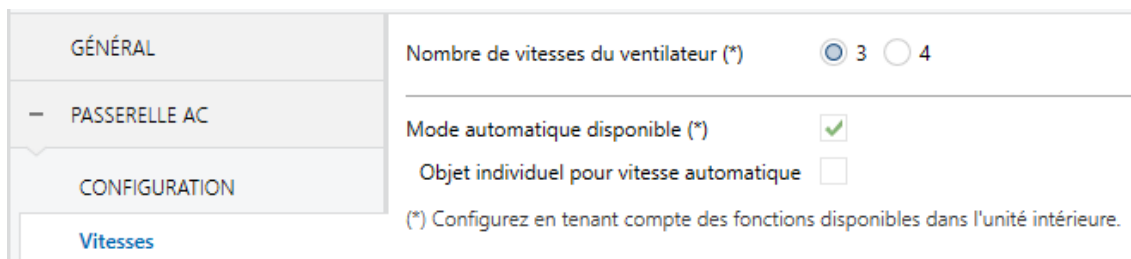 GÉNÉRAL
Nombre de vitesses du ventilateur (*) 3 4
– PASSERELLE AC
Mode automatique disponible (*)
Objet individuel pour vitesse automatique
CONFIGURATION
(*) Configurez en tenant compte des fonctions disponibles dans l'unité intérieure.
Vitesses